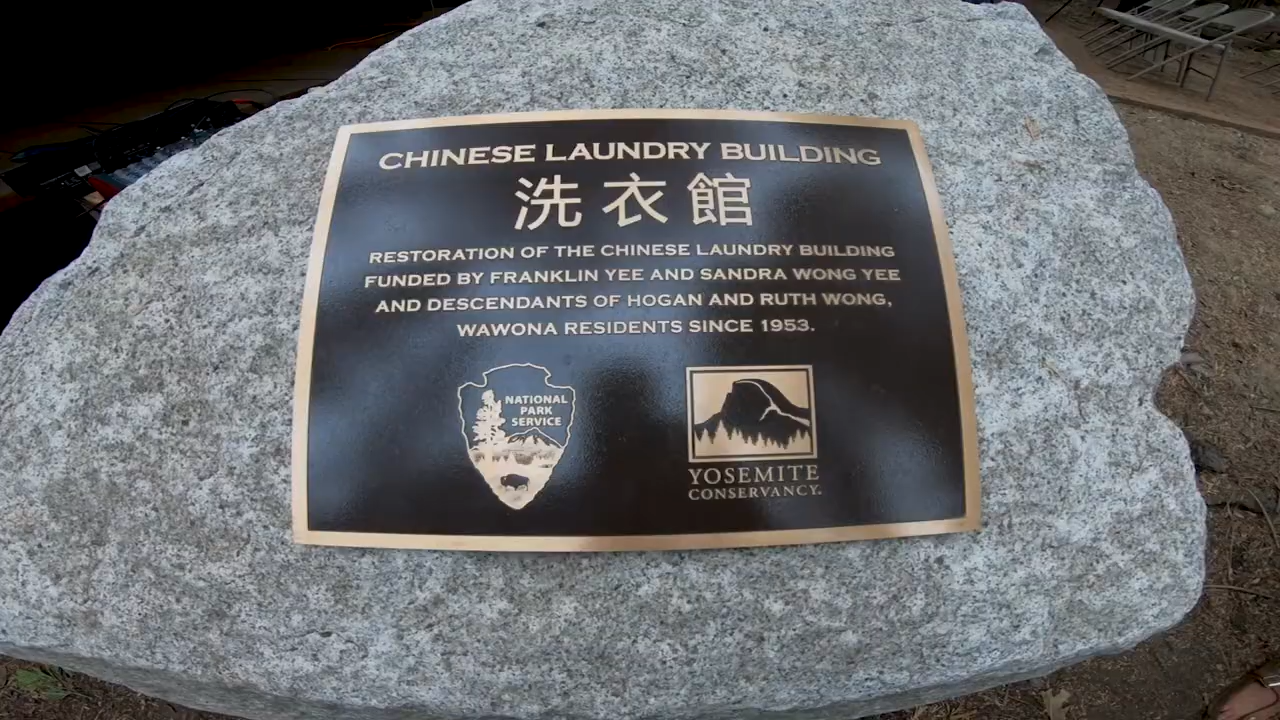 CHINESE LAUNDRY BUILDING
洗衣館
RESTORATION OF THE CHINESE LAUNDRY BUILDING
FUNDED BY FRANKLIN YEE AND SANDRA WONG YEE
AND DESCENDANTS OF HOGAN AND RUTH WONG,
WAWONA RESIDENTS SINCE 1953.
NATIONAL
PARK
SERVICE
YOSEMITE
CONSERVANCY.